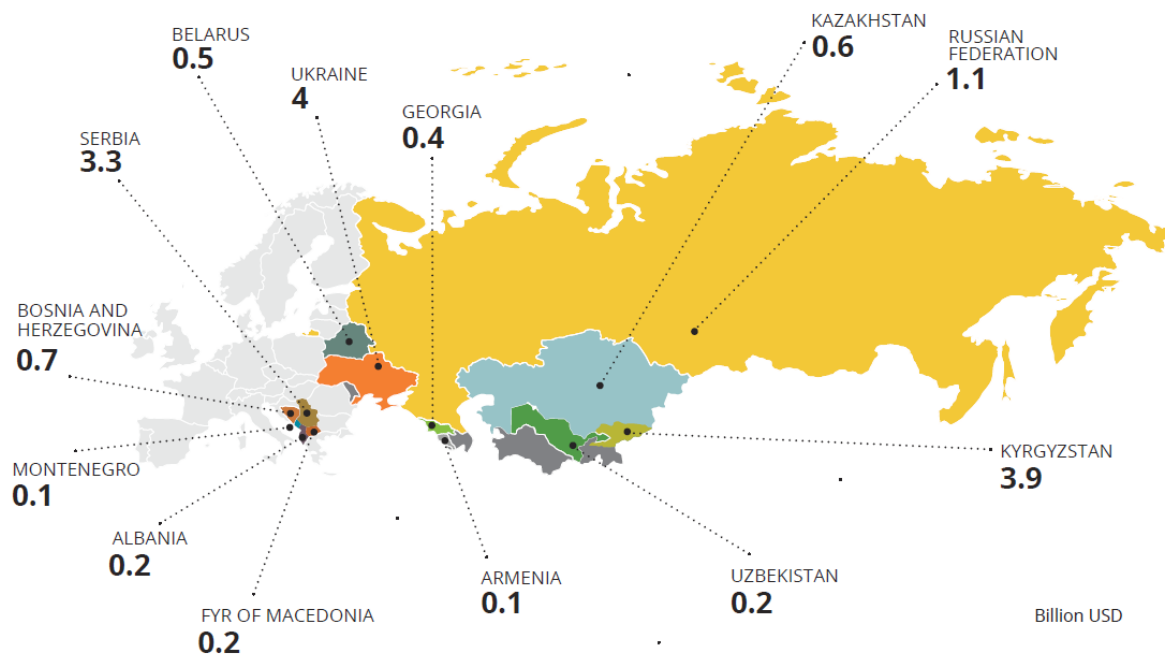 BELARUS
0.5
UKRAINE
4
KAZAKHSTAN
0.6
RUSSIAN
FEDERATION
1.1
GEORGIA
0.4
SERBIA
3.3
BOSNIA AND
HERZEGOVINA
0.7
MONTENEGRO
0.1
KYRGYZSTAN
3.9
ALBANIA
0.2
ARMENIA
0.1
UZBEKISTAN
0.2
FYR OF MACEDONIA
0.2
Billion USD